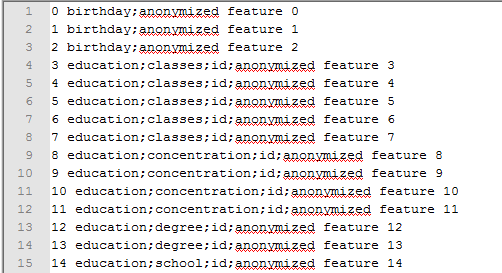 1 0 birthday;anonymized feature 0
2 1 birthday;anonymized feature 1
3 2 birthday;anonymized feature 2
4 3 education;classes;id;anonymized feature 3
5 4 education;classes;id;anonymized feature 4
6 5 education;classes;id;anonymized feature 5
7 6 education;classes;id;anonymized feature 6
8 7 education;classes;id;anonymized feature 7
9 8 education;concentration;id;anonymized feature 8
10 9 education;concentration;id;anonymized feature 9
11 10 education;concentration;id;anonymized feature 10
12 11 education;concentration;id;anonymized feature 11
13 12 education;degree;id;anonymized feature 12
14 13 education;degree;id;anonymized feature 13
15 14 education;school;id;anonymized feature 14